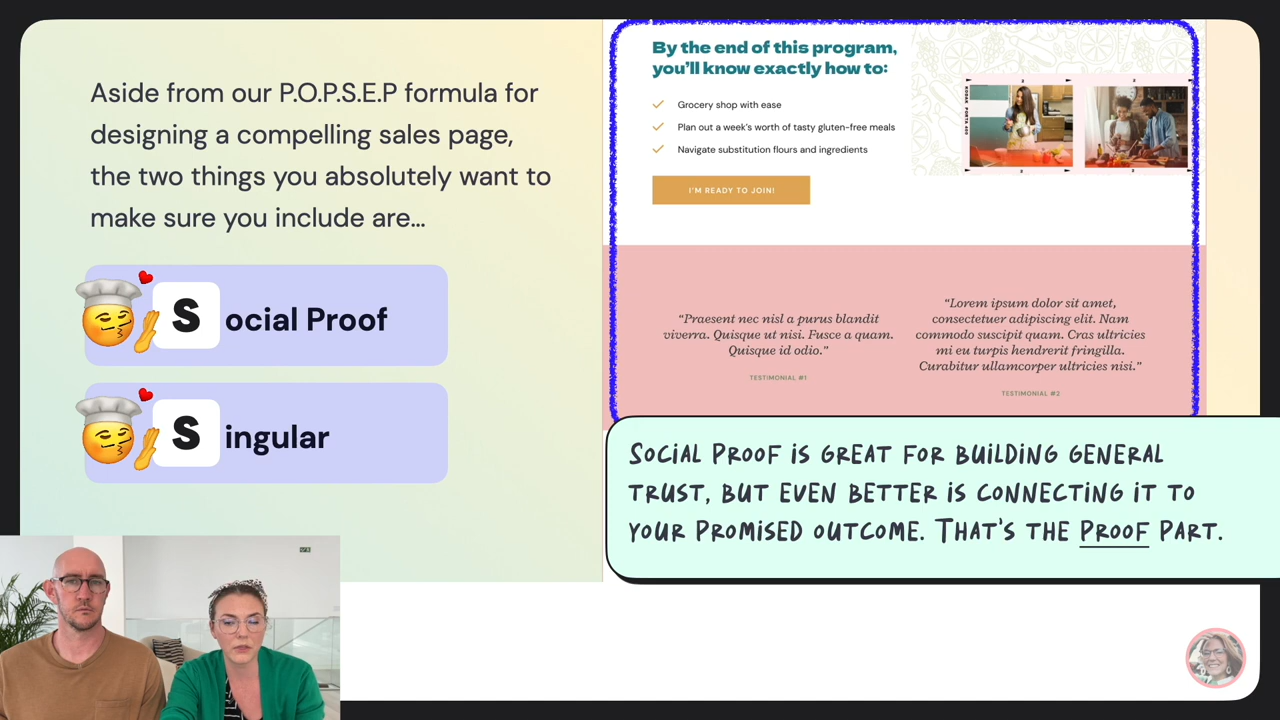 Aside from our P.O.P.S.E.P formula for
designing a compelling sales page,
the two things you absolutely want to
make sure you include are...
Social Proof
Singular
By the end of this program,
you'll know exactly how to:
Grocery shop with ease
Plan out a week's worth of tasty gluten-free meals
Navigate substitution flours and ingredients
I'M READY TO JOIN!
"Praesent nec nisl a purus blandit
viverra. Quisque ut nisi. Fusce a quam.
Quisque id odio."
TESTIMONIAL #1
"Lorem ipsum dolor sit amet,
consectetuer adipiscing elit. Nam
commodo suscipit quam. Cras ultricies
mi eu turpis hendrerit fringilla.
Curabitur ullamcorper ultricies nisi."
TESTIMONIAL #2
SOCIAL PROOF IS GREAT FOR BUILDING GENERAL
TRUST, BUT EVEN BETTER IS CONNECTING IT TO
YOUR PROMISED OUTCOME. THAT'S THE PROOF PART.